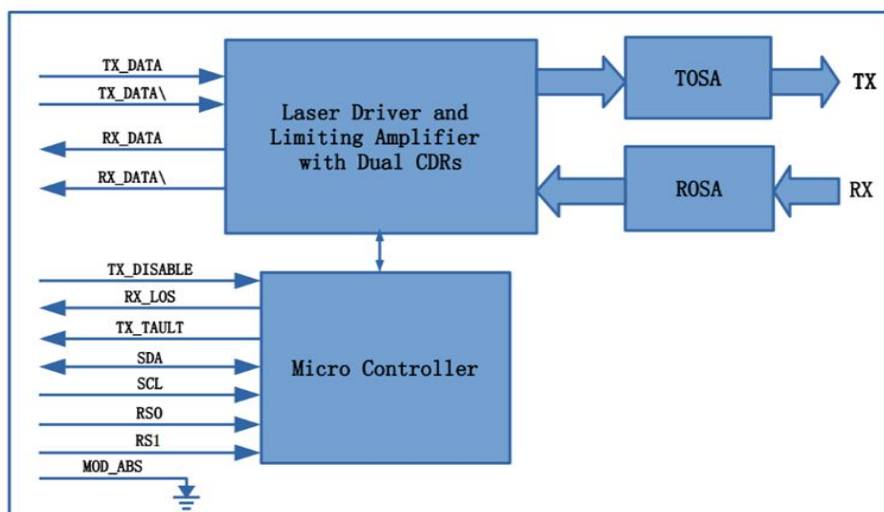 TX_DATA
TX_DATA\
RX_DATA
RX_DATA\
Laser Driver and
Limiting Amplifier
with Dual CDRs
TOSA
TX
ROSA
RX
TX_DISABLE
RX_LOS
TX_TAULT
SDA
SCL
RS0
RS1
MOD_ABS
Micro Controller